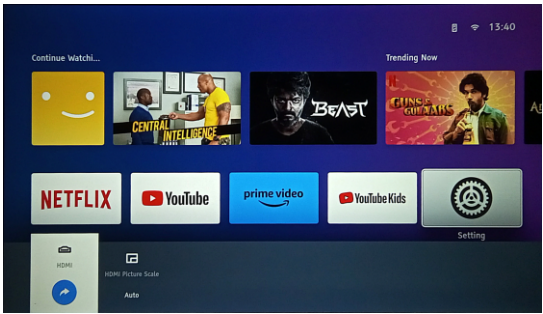 13:40
Continue Watchi...
Trending Now
CENTRAL
INTELLIGENCE
BEAST
GUNS &
GULAABS
NETFLIX
YouTube
prime video
YouTube Kids
Setting
HDMI
HDMI Picture Scale
Auto